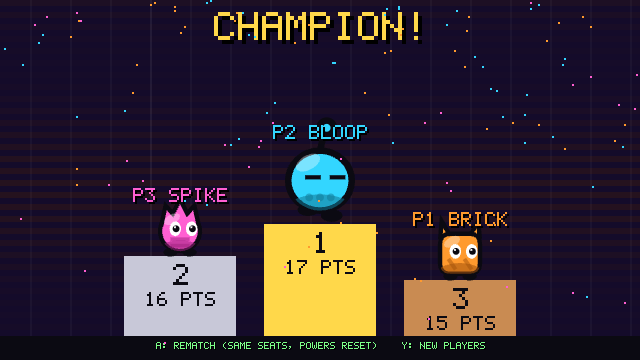 CHAMPION!
P2 BLOOP
P3 SPIKE
P1 BRICK
1
17 PTS
2
16 PTS
3
15 PTS
A: REMATCH (SAME SEATS, POWERS RESET)    Y: NEW PLAYERS